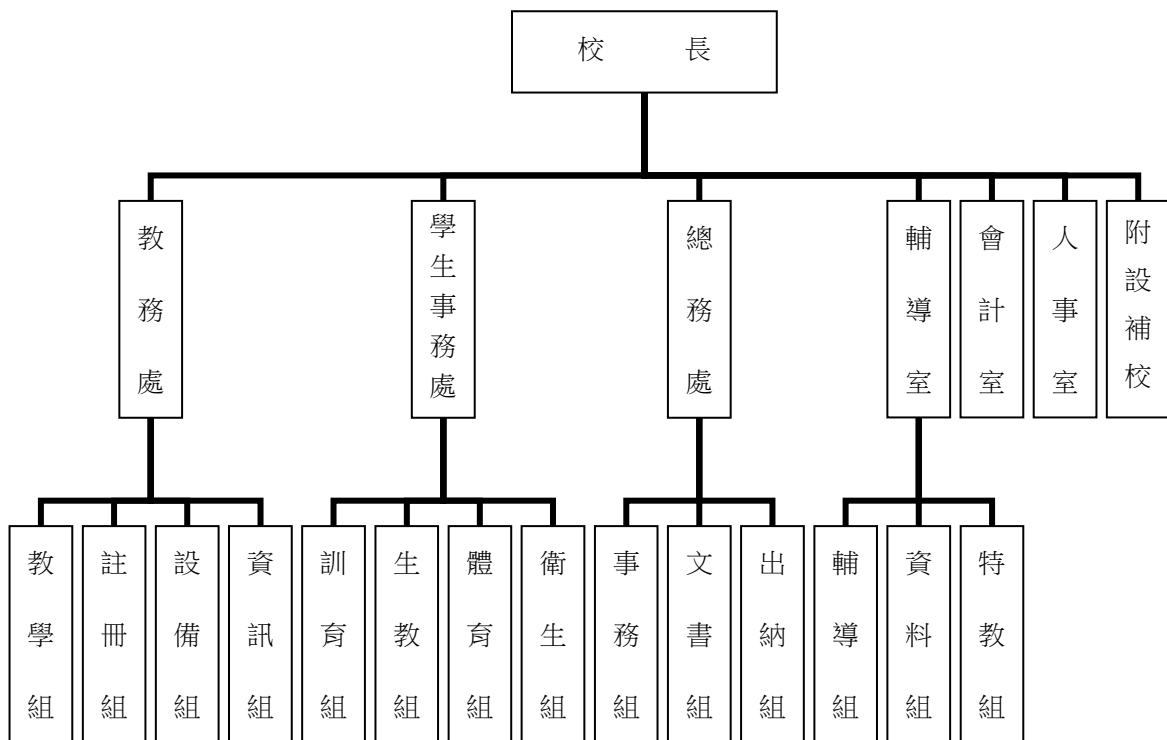 校長
教務處
學生事務處
總務處
輔導室
會計室
人事室
附設補校
教學組
註冊組
設備組
資訊組
訓育組
生教組
體育組
衛生組
事務組
文書組
出納組
輔導組
資料組
特教組